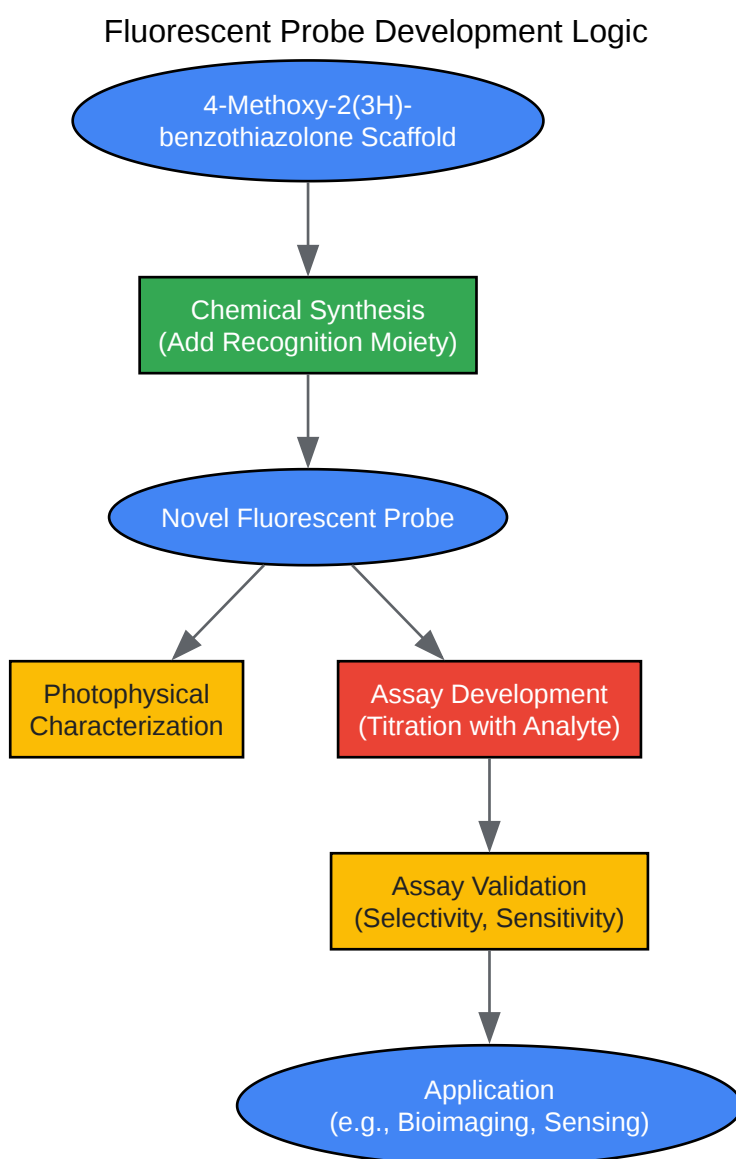 Fluorescent Probe Development Logic
4-Methoxy-2(3H)-
benzothiazolone Scaffold
Chemical Synthesis
(Add Recognition Moiety)
Novel Fluorescent Probe
Photophysical
Characterization
Assay Development
(Titration with Analyte)
Assay Validation
(Selectivity, Sensitivity)
Application
(e.g., Bioimaging, Sensing)